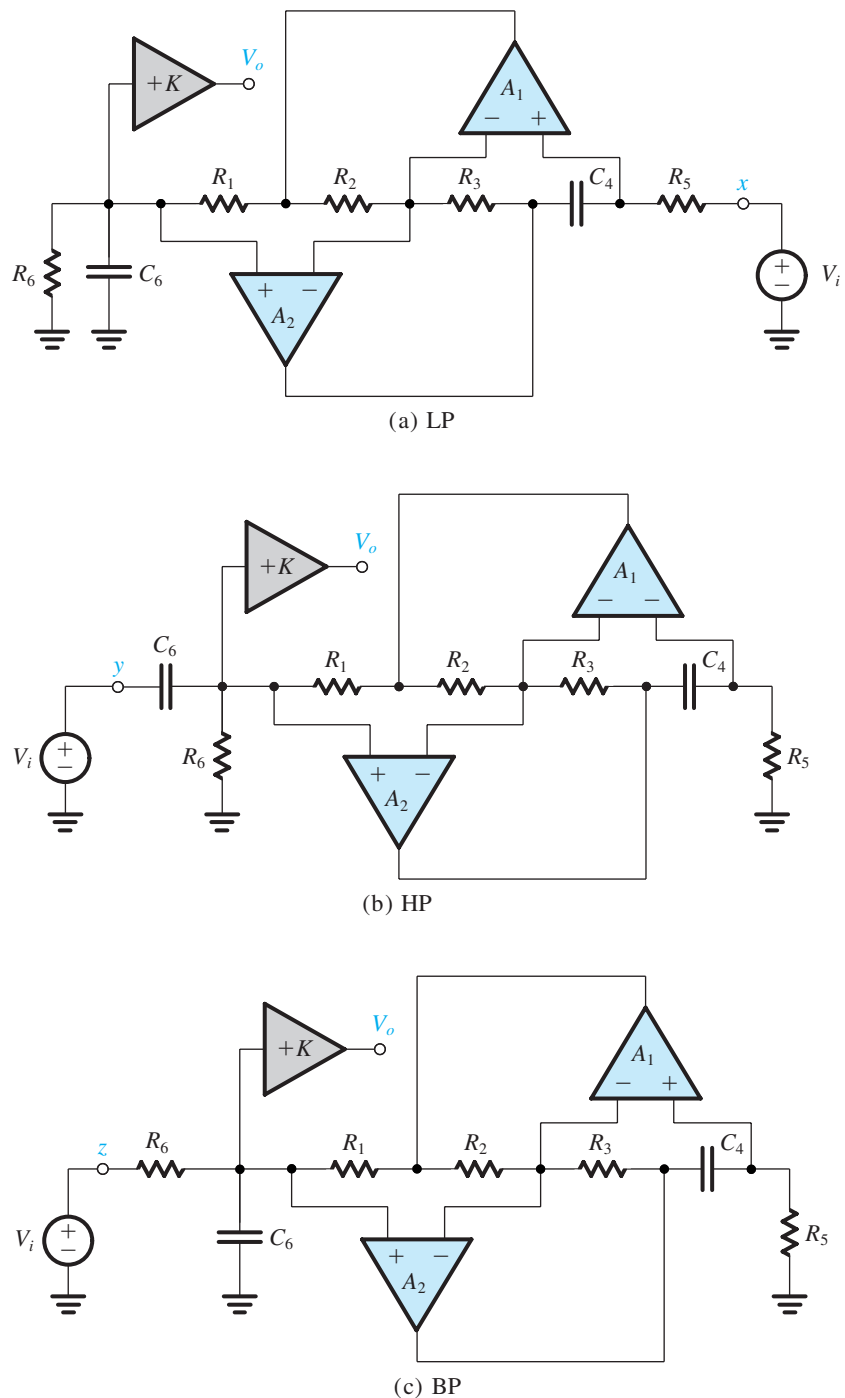 V_o
+K
A_1
− +
R_1 R_2 R_3 C_4 R_5 x
R_6 C_6
+ −
A_2
+
−
V_i
(a) LP
V_o
+K
A_1
− −
C_6
y R_1 R_2 R_3 C_4
V_i
+
−
R_6
+ −
A_2
R_5
(b) HP
V_o
+K
A_1
− +
z R_6 R_1 R_2 R_3 C_4
V_i
+
−
C_6
+ −
A_2
R_5
(c) BP